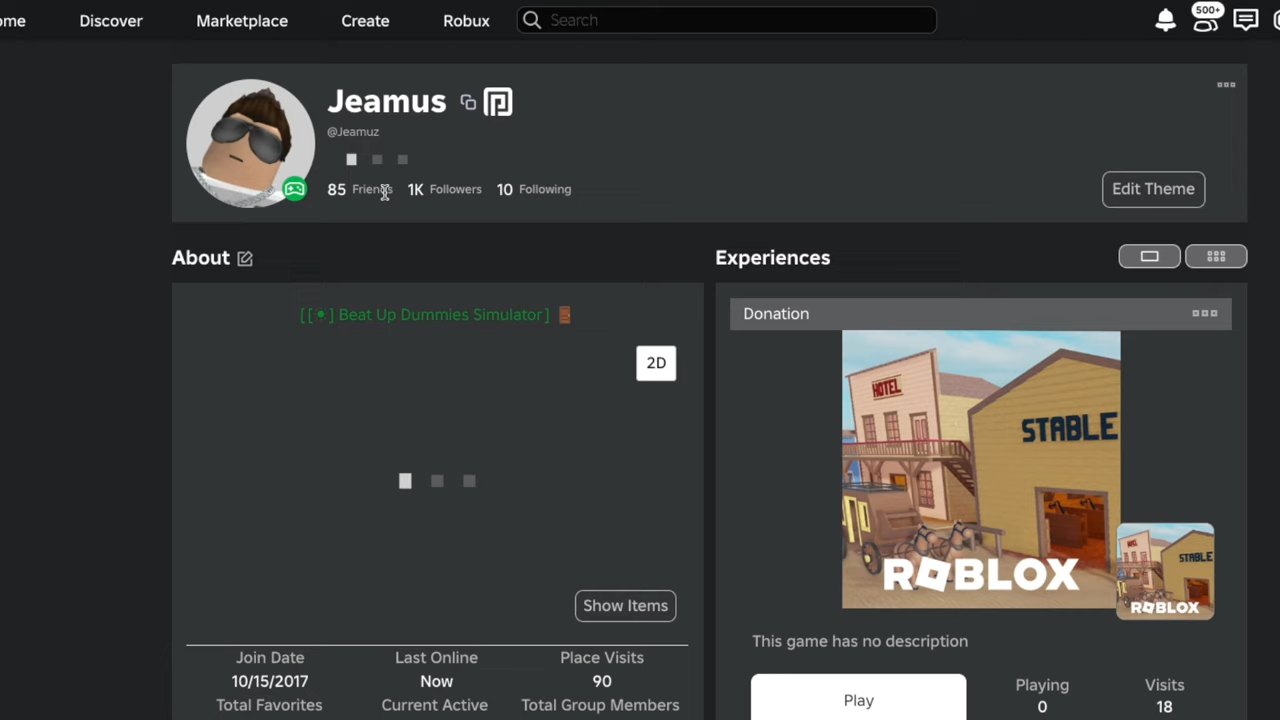 ome Discover Marketplace Create Robux Search 500+
Jeamus
@Jeamuz
85 Friends 1K Followers 10 Following
Edit Theme
About
Experiences
[[☀] Beat Up Dummies Simulator] 🚪
2D
Show Items
Join Date Last Online Place Visits
10/15/2017 Now 90
Total Favorites Current Active Total Group Members
Donation
HOTEL
STABLE
ROBLOX
HOTEL
STABLE
ROBLOX
This game has no description
Play
Playing Visits
0 18